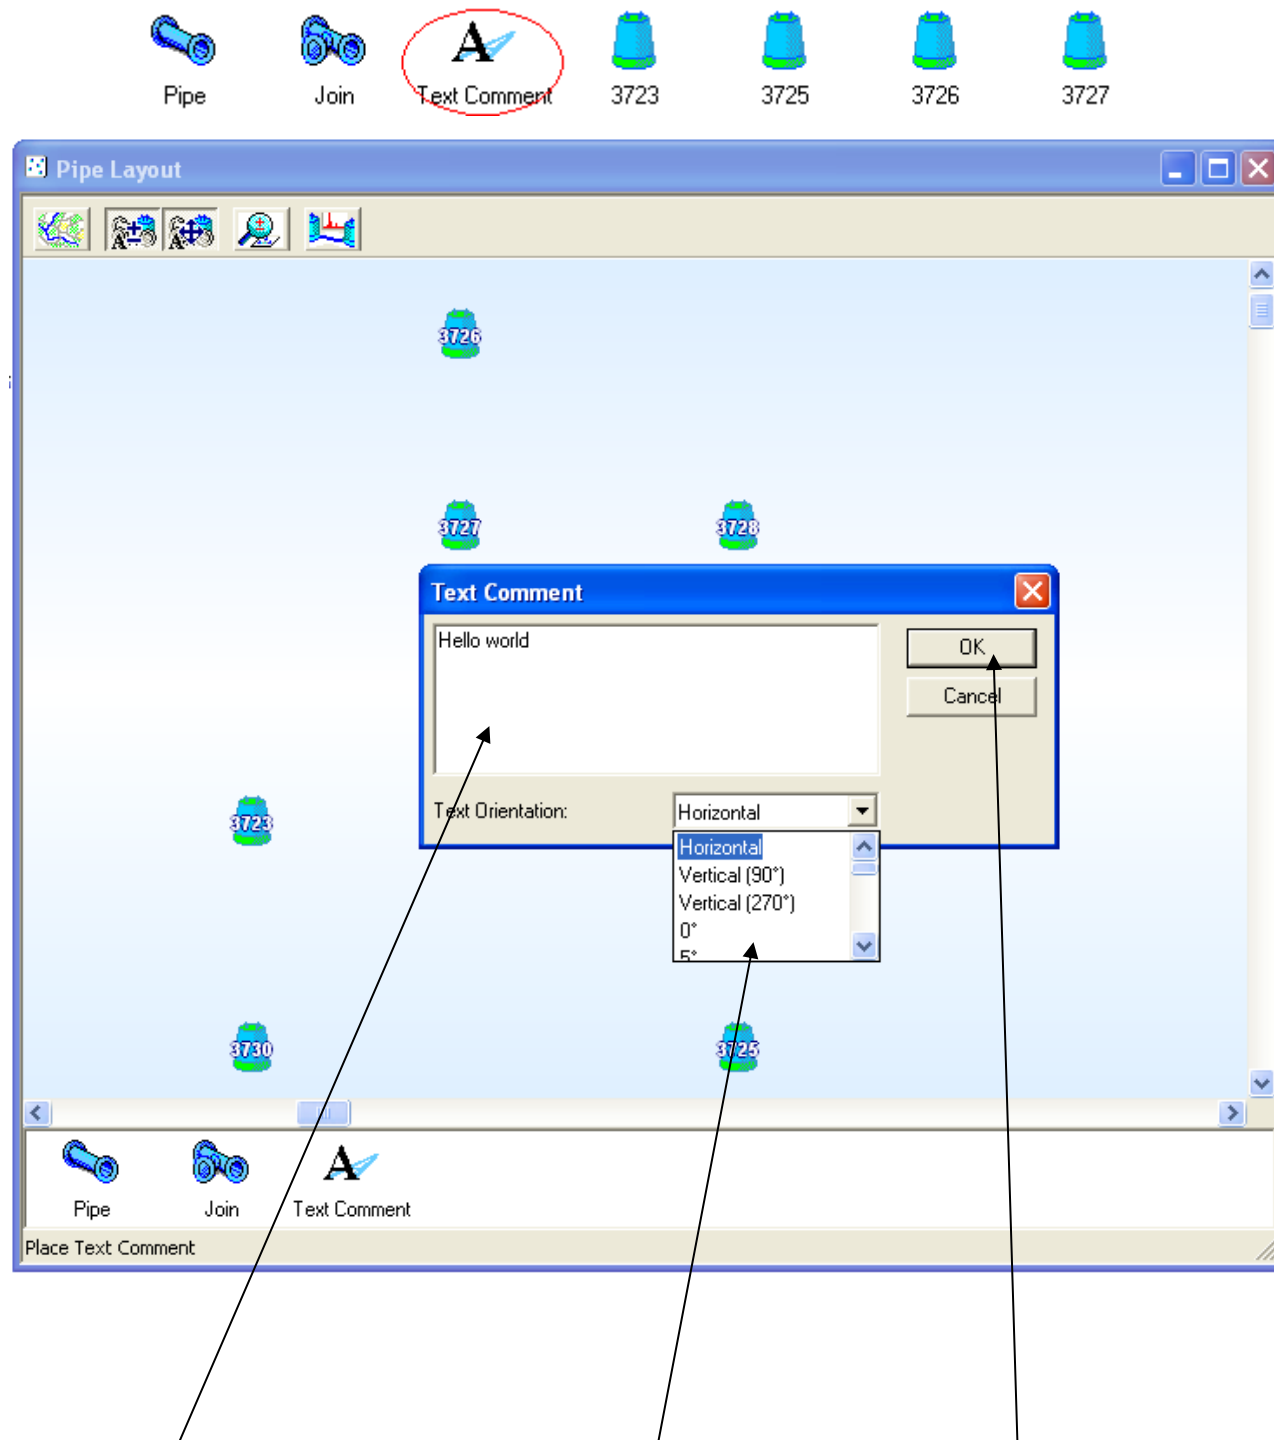 Pipe Join Text Comment 3723 3725 3726 3727
Pipe Layout
3726
3727 3728
Text Comment
Hello world
OK
Cancel
Text Orientation: Horizontal
Horizontal
Vertical (90°)
Vertical (270°)
0°
5°
3723
3730 3725
Pipe Join Text Comment
Place Text Comment